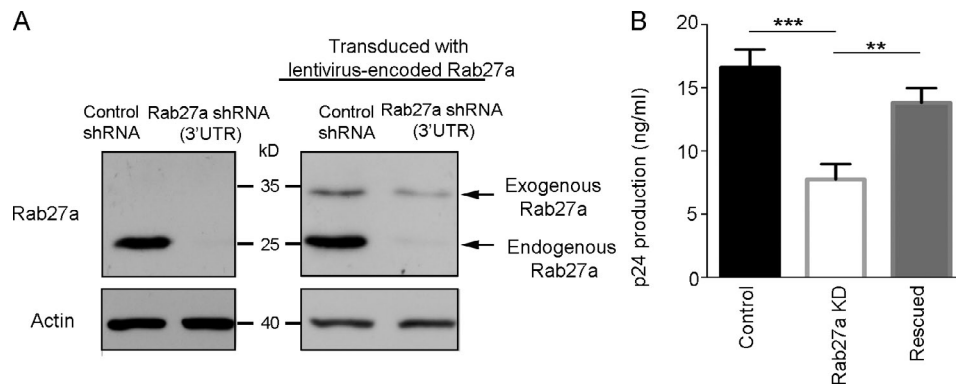 A
Transduced with
lentivirus-encoded Rab27a
Control
shRNA
Rab27a shRNA
(3'UTR)
kD
Control
shRNA
Rab27a shRNA
(3'UTR)
Rab27a
35
25
Exogenous
Rab27a
Endogenous
Rab27a
Actin
40
B
p24 production (ng/ml)
20
15
10
5
0
***
**
Control
Rab27a KD
Rescued